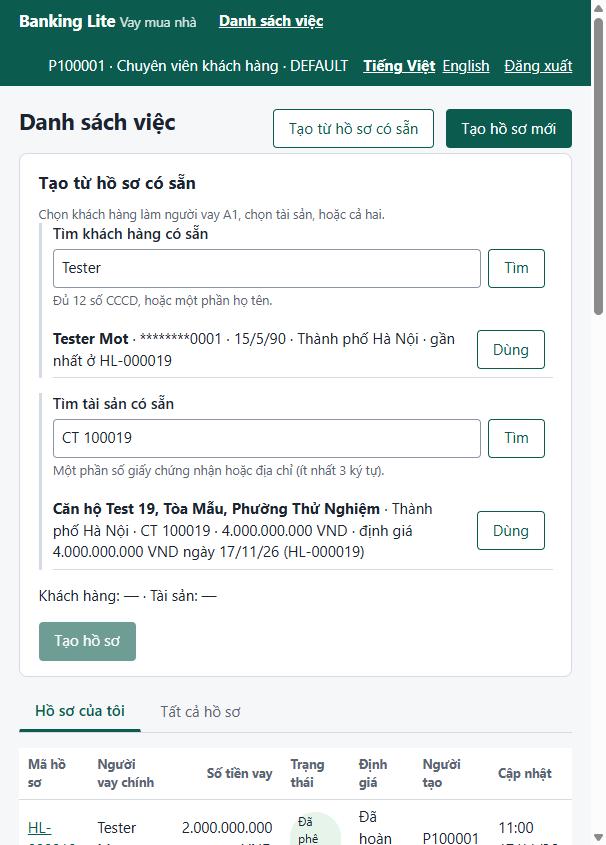 Banking Lite Vay mua nhà Danh sách việc
P100001 · Chuyên viên khách hàng · DEFAULT Tiếng Việt English Đăng xuất
Danh sách việc
Tạo từ hồ sơ có sẵn
Tạo hồ sơ mới
Tạo từ hồ sơ có sẵn
Chọn khách hàng làm người vay A1, chọn tài sản, hoặc cả hai.
Tìm khách hàng có sẵn
Tester
Tìm
Đủ 12 số CCCD, hoặc một phần họ tên.
Tester Mot · ********0001 · 15/5/90 · Thành phố Hà Nội · gần
nhất ở HL-000019
Dùng
Tìm tài sản có sẵn
CT 100019
Tìm
Một phần số giấy chứng nhận hoặc địa chỉ (ít nhất 3 ký tự).
Căn hộ Test 19, Tòa Mẫu, Phường Thử Nghiệm · Thành
phố Hà Nội · CT 100019 · 4.000.000.000 VND · định giá
4.000.000.000 VND ngày 17/11/26 (HL-000019)
Dùng
Khách hàng: — · Tài sản: —
Tạo hồ sơ
Hồ sơ của tôi Tất cả hồ sơ
Mã hồ sơ
Người vay chính
Số tiền vay
Trạng thái
Định giá
Người tạo
Cập nhật
HL-
Tester
2.000.000.000
Đã
phê
Đã
hoàn
P100001
11:00